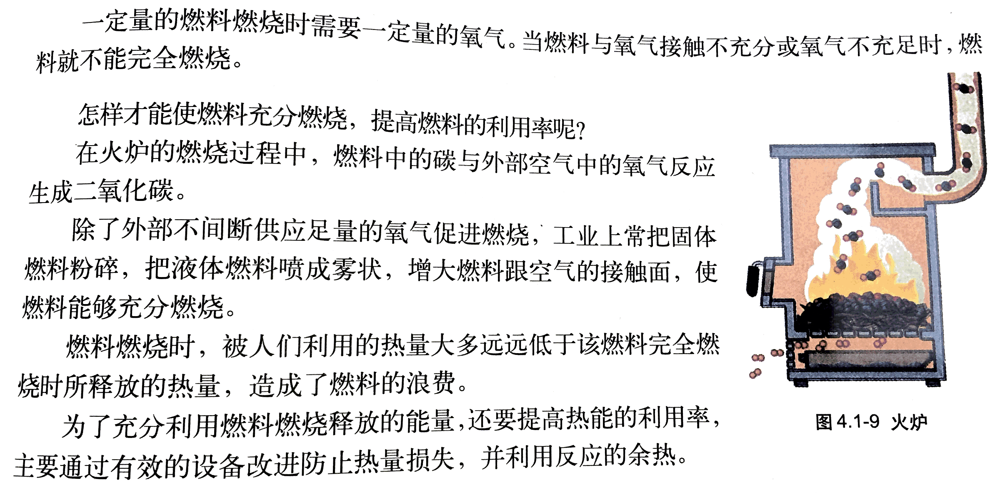 一定量的燃料燃烧时需要一定量的氧气。当燃料与氧气接触不充分或氧气不充足时，燃
料就不能完全燃烧。
怎样才能使燃料充分燃烧，提高燃料的利用率呢？
在火炉的燃烧过程中，燃料中的碳与外部空气中的氧气反应
生成二氧化碳。
除了外部不间断供应足量的氧气促进燃烧，工业上常把固体
燃料粉碎，把液体燃料喷成雾状，增大燃料跟空气的接触面，使
燃料能够充分燃烧。
燃料燃烧时，被人们利用的热量大多远远低于该燃料完全燃
烧时所释放的热量，造成了燃料的浪费。
为了充分利用燃料燃烧释放的能量，还要提高热能的利用率，
主要通过有效的设备改进防止热量损失，并利用反应的余热。
图4.1-9 火炉